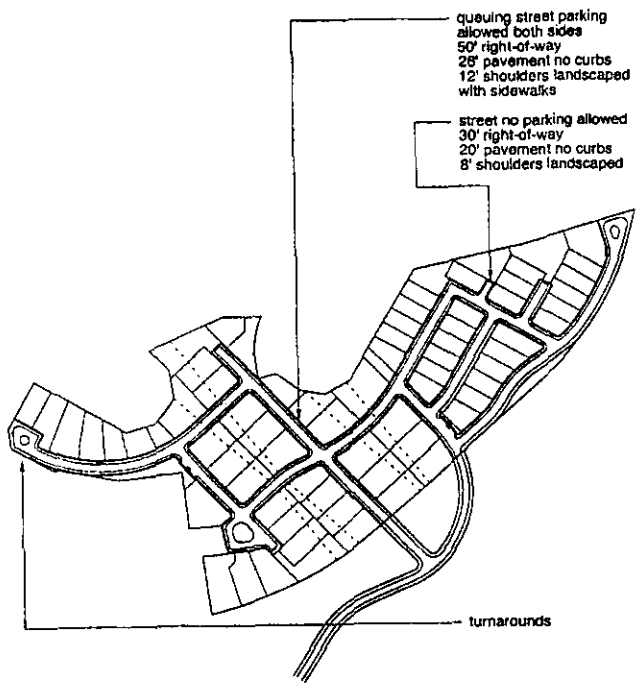 queuing street parking
allowed both sides
50' right-of-way
26' pavement no curbs
12' shoulders landscaped
with sidewalks
street no parking allowed
30' right-of-way
20' pavement no curbs
8' shoulders landscaped
turnarounds